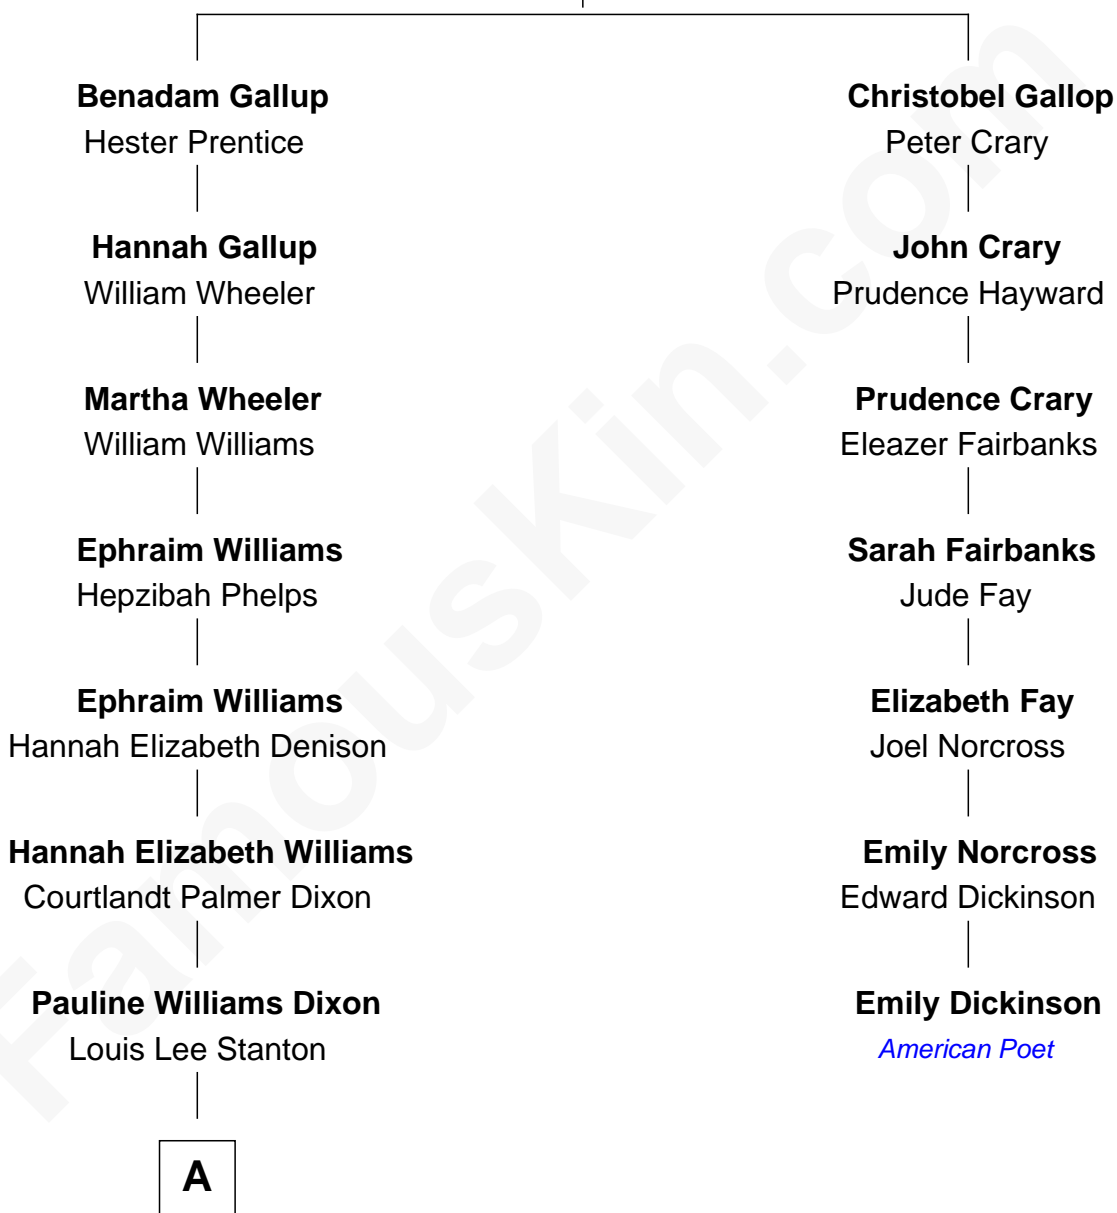 Benadam Gallup
Hester Prentice
Hannah Gallup
William Wheeler
Martha Wheeler
William Williams
Ephraim Williams
Hepzibah Phelps
Ephraim Williams
Hannah Elizabeth Denison
Hannah Elizabeth Williams
Courtlandt Palmer Dixon
Pauline Williams Dixon
Louis Lee Stanton
A
Christobel Gallop
Peter Crary
John Crary
Prudence Hayward
Prudence Crary
Eleazer Fairbanks
Sarah Fairbanks
Jude Fay
Elizabeth Fay
Joel Norcross
Emily Norcross
Edward Dickinson
Emily Dickinson
American Poet
FamousKin.com